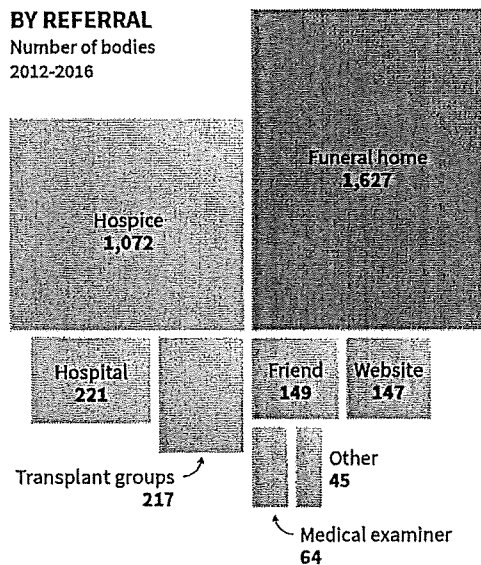 BY REFERRAL
Number of bodies
2012-2016
Funeral home
1,627
Hospice
1,072
Hospital
221
Friend
149
Website
147
Transplant groups
217
Other
45
Medical examiner
64